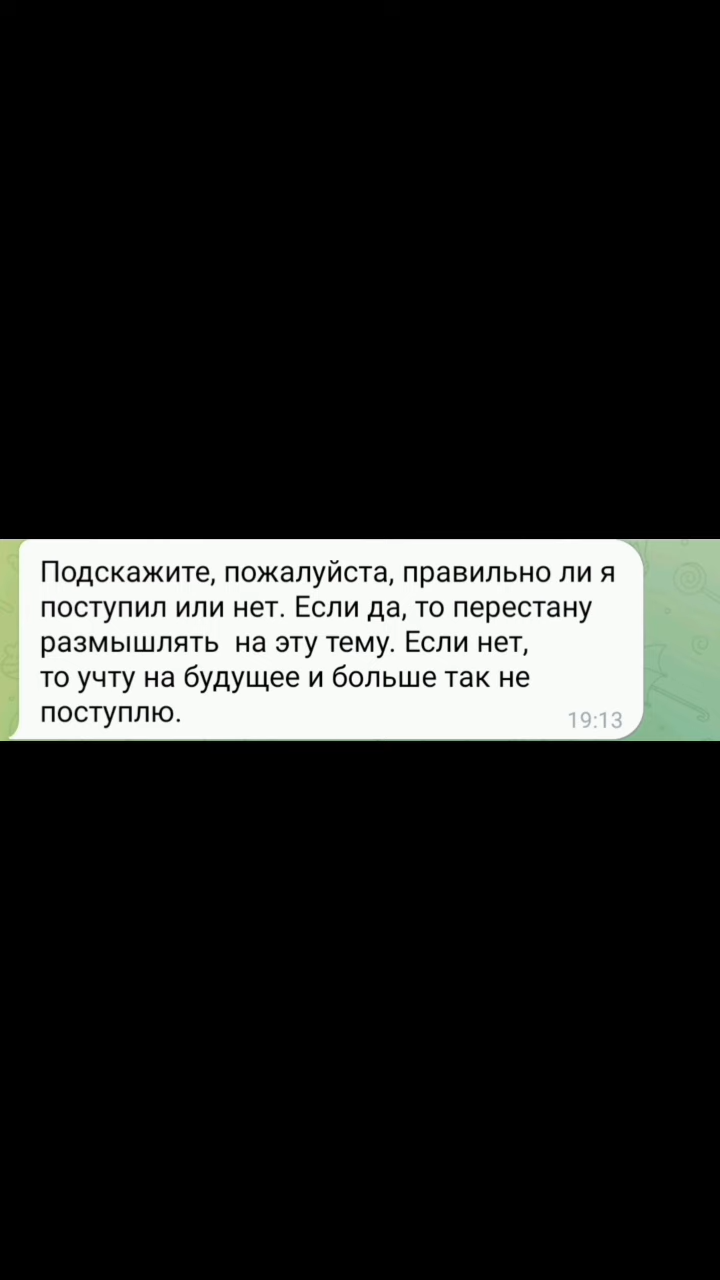 Подскажите, пожалуйста, правильно ли я
поступил или нет. Если да, то перестану
размышлять  на эту тему. Если нет,
то учту на будущее и больше так не
поступлю.
19:13